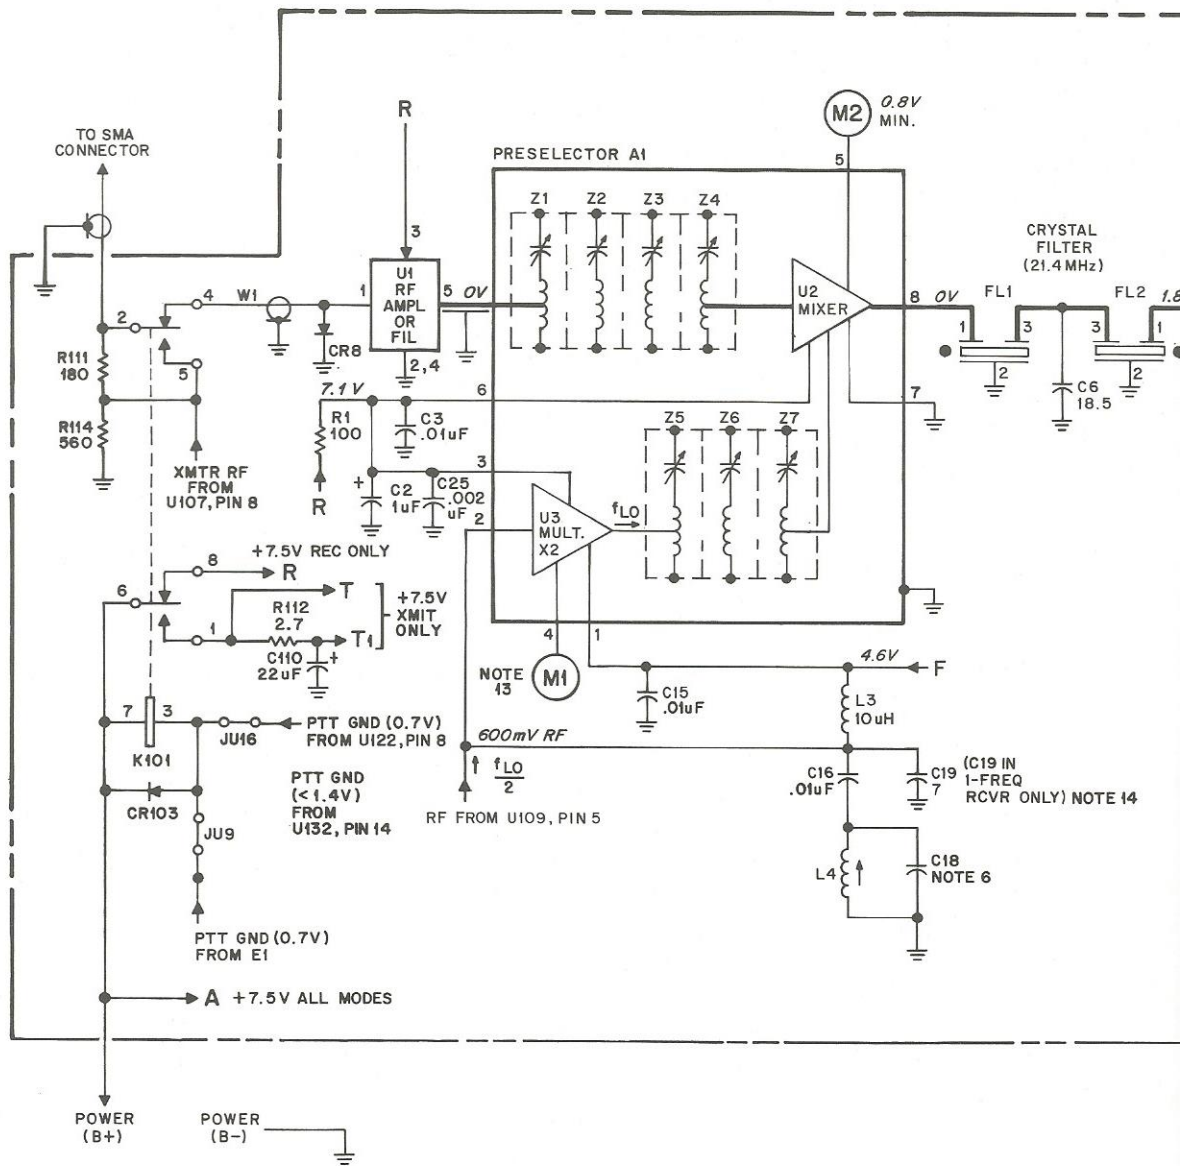 R
M2
0.8V
MIN.
TO SMA
CONNECTOR
5
PRESELECTOR A1
Z1
Z2
Z3
Z4
3
CRYSTAL
FILTER
(21.4MHz)
U1
RF
AMPL
OR
FIL
1
5
0V
2,4
U2
MIXER
8
0V
FL1
FL2
1.8
1
3
3
1
2
2
C6
18.5
7
4
W1
CR8
2
5
R111
180
R114
560
XMTR RF
FROM
U107, PIN 8
7.1V
6
R1
100
C3
.01uF
R
+
C2
1uF
C25
.002
uF
3
2
Z5
Z6
Z7
U3
MULT.
X2
fLO
+7.5V REC ONLY
8
R
6
T
1
R112
2.7
T1
+7.5V
XMIT
ONLY
C110
22uF
+
4
1
NOTE
13
M1
4.6V
F
C15
.01uF
L3
10uH
7
3
K101
JU16
PTT GND (0.7V)
FROM U122, PIN 8
600mV RF
fLO
2
RF FROM U109, PIN 5
C16
.01uF
C19
7
(C19 IN
1-FREQ
RCVR ONLY) NOTE 14
CR103
PTT GND
(<1.4V)
FROM
U132, PIN 14
JU9
L4
C18
NOTE 6
PTT GND (0.7V)
FROM E1
A +7.5V ALL MODES
POWER
(B+)
POWER
(B-)